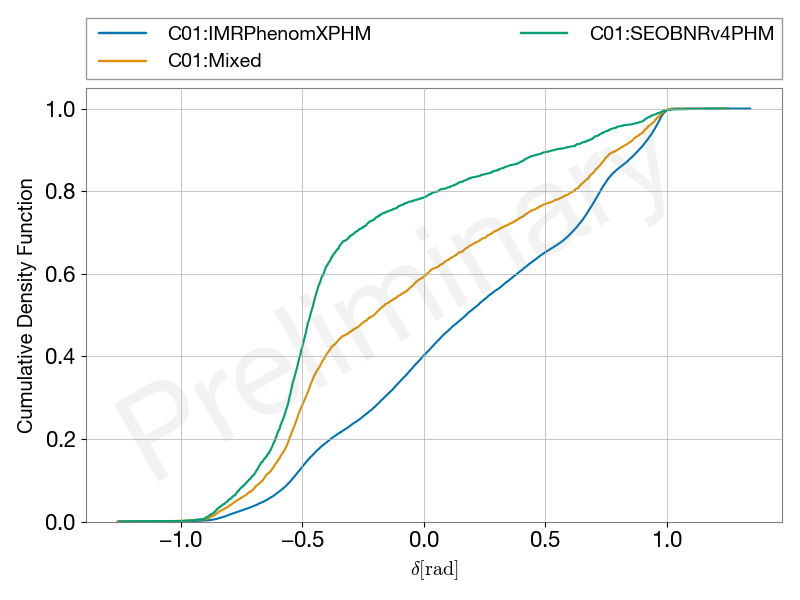 C01:IMRPhenomXPHM
C01:Mixed
C01:SEOBNRv4PHM
Cumulative Density Function
1.0
0.8
0.6
0.4
0.2
0.0
Preliminary
−1.0 −0.5 0.0 0.5 1.0
δ[rad]